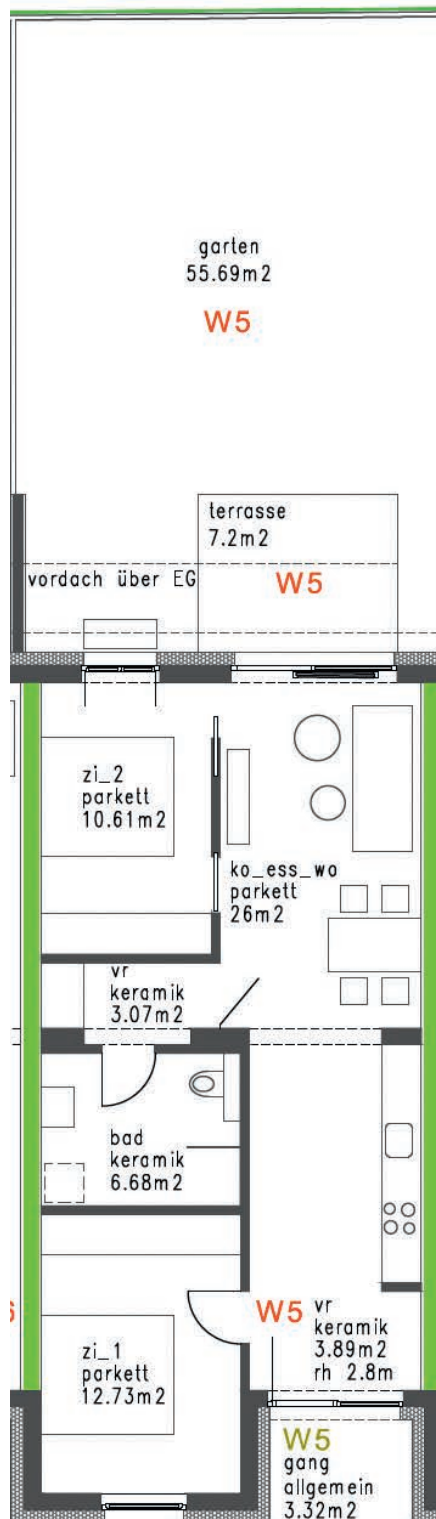 garten
55.69m2
W5
terrasse
7.2m2
vordach über EG
W5
zi_2
parkett
10.61m2
ko_ess_wo
parkett
26m2
vr
keramik
3.07m2
bad
keramik
6.68m2
W5
vr
keramik
3.89m2
rh 2.8m
zi_1
parkett
12.73m2
W5
gang
allgemein
3.32m2